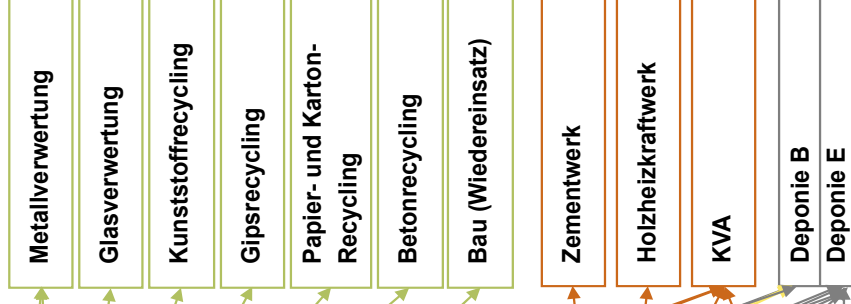 Metallverwertung
Glasverwertung
Kunststoffrecycling
Gipsrecycling
Papier- und Karton-
Recycling
Betonrecycling
Bau (Wiedereinsatz)
Zementwerk
Holzheizkraftwerk
KVA
Deponie B
Deponie E